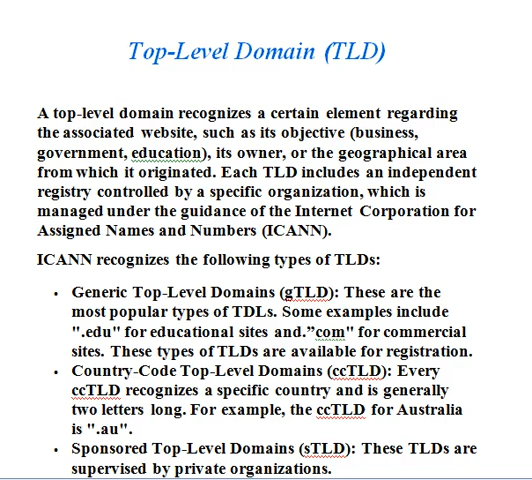 Top-Level Domain (TLD)
A top-level domain recognizes a certain element regarding
the associated website, such as its objective (business,
government, education), its owner, or the geographical area
from which it originated. Each TLD includes an independent
registry controlled by a specific organization, which is
managed under the guidance of the Internet Corporation for
Assigned Names and Numbers (ICANN).
ICANN recognizes the following types of TLDs:
• Generic Top-Level Domains (gTLD): These are the
most popular types of TDLs. Some examples include
".edu" for educational sites and.”com" for commercial
sites. These types of TLDs are available for registration.
• Country-Code Top-Level Domains (ccTLD): Every
ccTLD recognizes a specific country and is generally
two letters long. For example, the ccTLD for Australia
is ".au".
• Sponsored Top-Level Domains (sTLD): These TLDs are
supervised by private organizations.